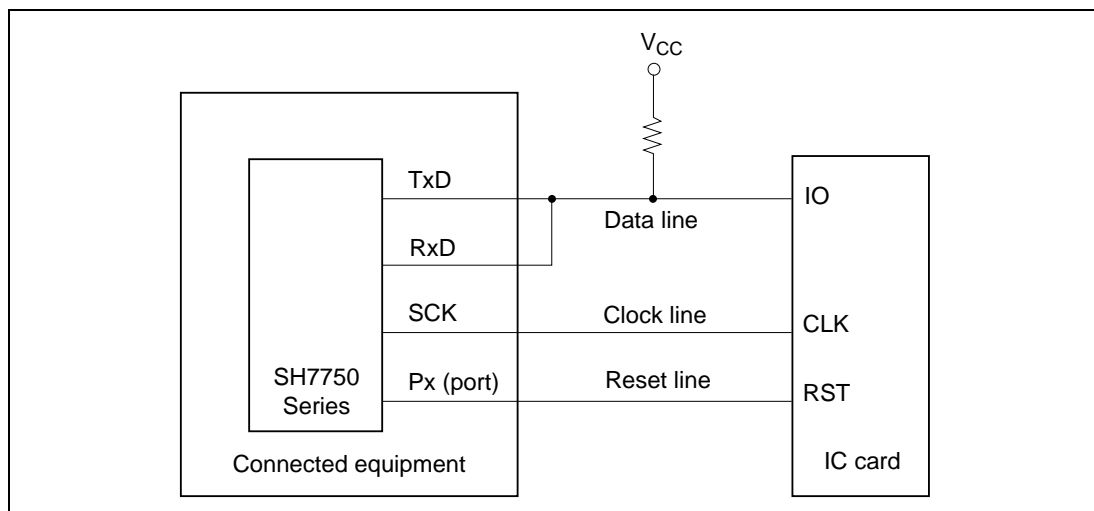 VCC
TxD
IO
Data line
RxD
SCK
Clock line
CLK
SH7750
Series
Px (port)
Reset line
RST
Connected equipment
IC card